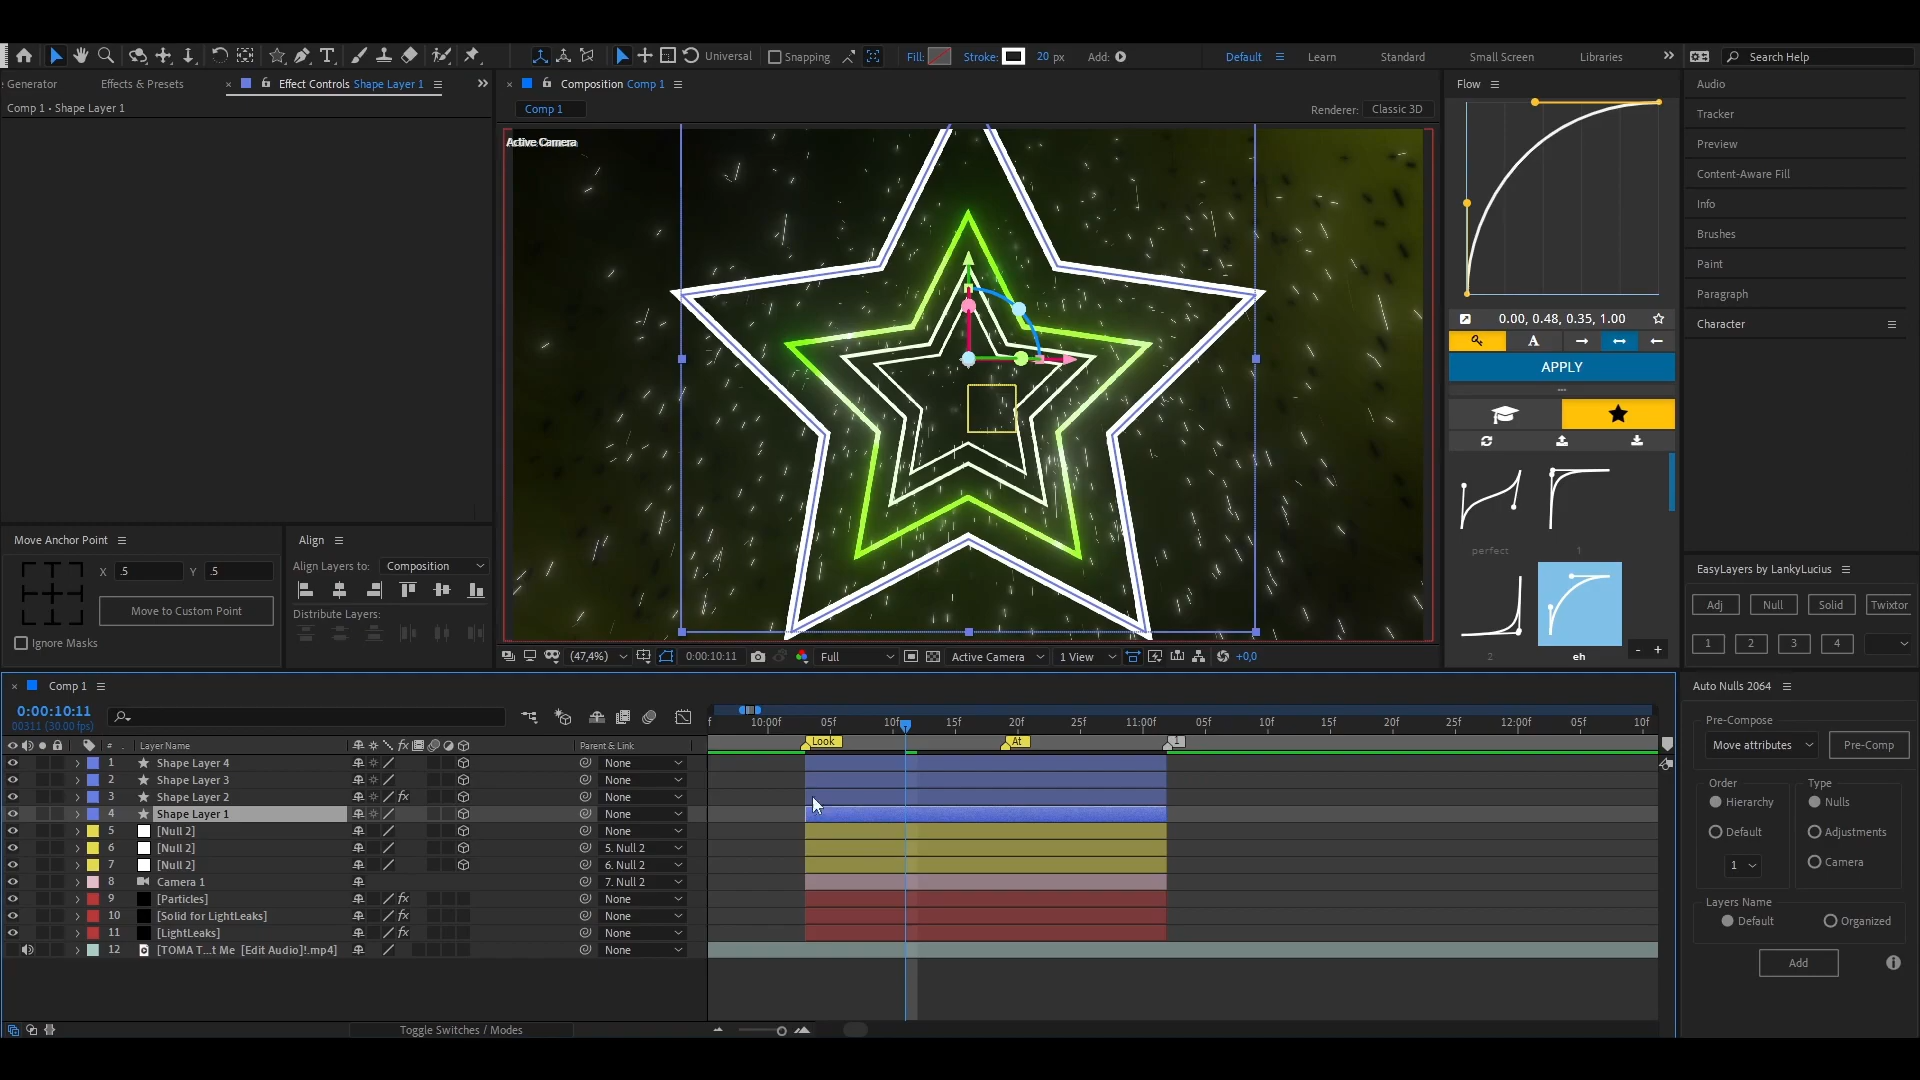 Universal Snapping Fill: Stroke: 20 px Add: Default Learn Standard Small Screen Libraries Search Help
Generator Effects & Presets Effect Controls Shape Layer 1
Comp 1 • Shape Layer 1
Composition Comp 1
Comp 1
Renderer: Classic 3D
Active Camera
Flow
0.00, 0.48, 0.35, 1.00
A
APPLY
perfect 1
2 eh - +
Audio
Tracker
Preview
Content-Aware Fill
Info
Brushes
Paint
Paragraph
Character
Move Anchor Point
X .5 Y .5
Move to Custom Point
Ignore Masks
Align
Align Layers to: Composition
Distribute Layers:
(47,4%) 0:00:10:11 Full Active Camera 1 View +0,0
EasyLayers by LankyLucius
Adj Null Solid Twixtor
1 2 3 4
Comp 1
0:00:10:11
00311 (30.00 fps)
f 10:00f 05f 10f 15f 20f 25f 11:00f 05f 10f 15f 20f 25f 12:00f 05f 10f
# Layer Name fx Parent & Link
Look At 1
1 Shape Layer 4 None
2 Shape Layer 3 None
3 Shape Layer 2 fx None
4 Shape Layer 1 None
5 [Null 2] None
6 [Null 2] 5. Null 2
7 [Null 2] 6. Null 2
8 Camera 1 7. Null 2
9 [Particles] fx None
10 [Solid for LightLeaks] fx None
11 [LightLeaks] fx None
12 [TOMA T...t Me [Edit Audio]!.mp4] None
Toggle Switches / Modes
Auto Nulls 2064
Pre-Compose
Move attributes Pre-Comp
Order Type
Hierarchy Nulls
Default Adjustments
1 Camera
Layers Name
Default Organized
Add